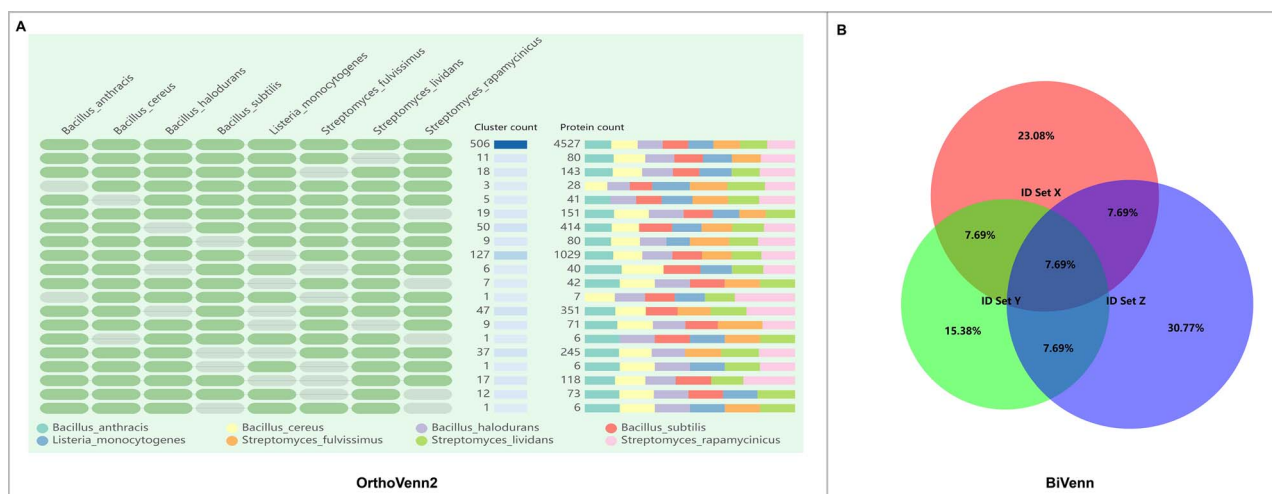 A
Bacillus_anthracis
Bacillus_cereus
Bacillus_halodurans
Bacillus_subtilis
Listeria_monocytogenes
Streptomyces_fulvissimus
Streptomyces_lividans
Streptomyces_rapamycinicus
Cluster count Protein count
506 4527
11 80
18 143
3 28
5 41
19 151
50 414
9 80
127 1029
6 40
7 42
1 7
47 351
9 71
1 6
37 245
1 6
17 118
12 73
1 6
Bacillus_anthracis Bacillus_cereus Bacillus_halodurans Bacillus_subtilis
Listeria_monocytogenes Streptomyces_fulvissimus Streptomyces_lividans Streptomyces_rapamycinicus
OrthoVenn2
B
23.08%
ID Set X
7.69%
7.69%
7.69%
ID Set Y ID Set Z
15.38% 30.77%
7.69%
BiVenn